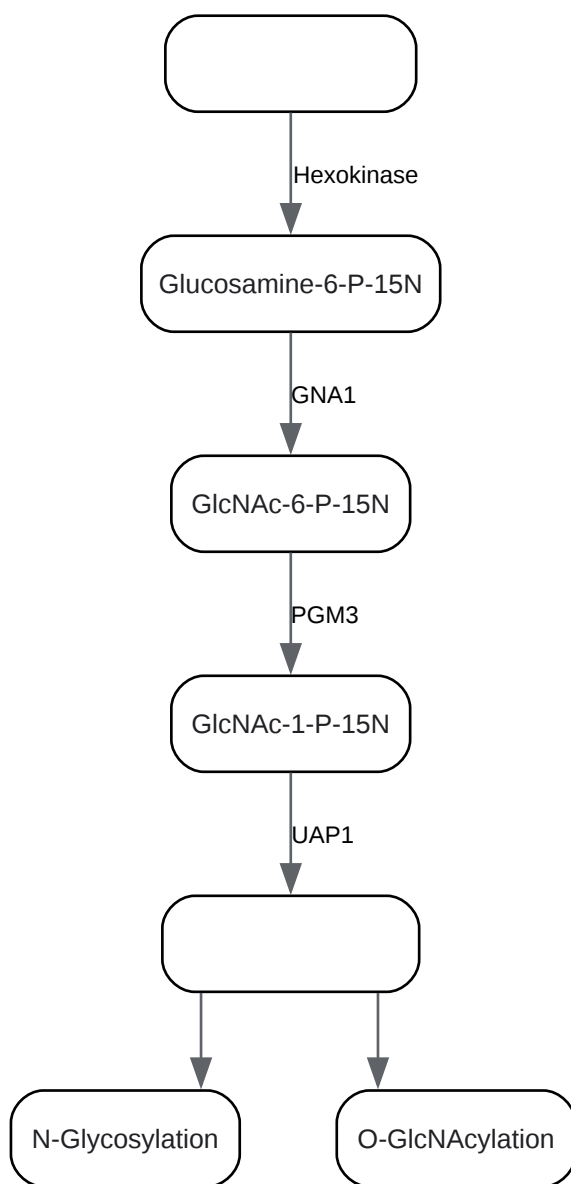 Hexokinase
Glucosamine-6-P-15N
GNA1
GlcNAc-6-P-15N
PGM3
GlcNAc-1-P-15N
UAP1
N-Glycosylation
O-GlcNAcylation